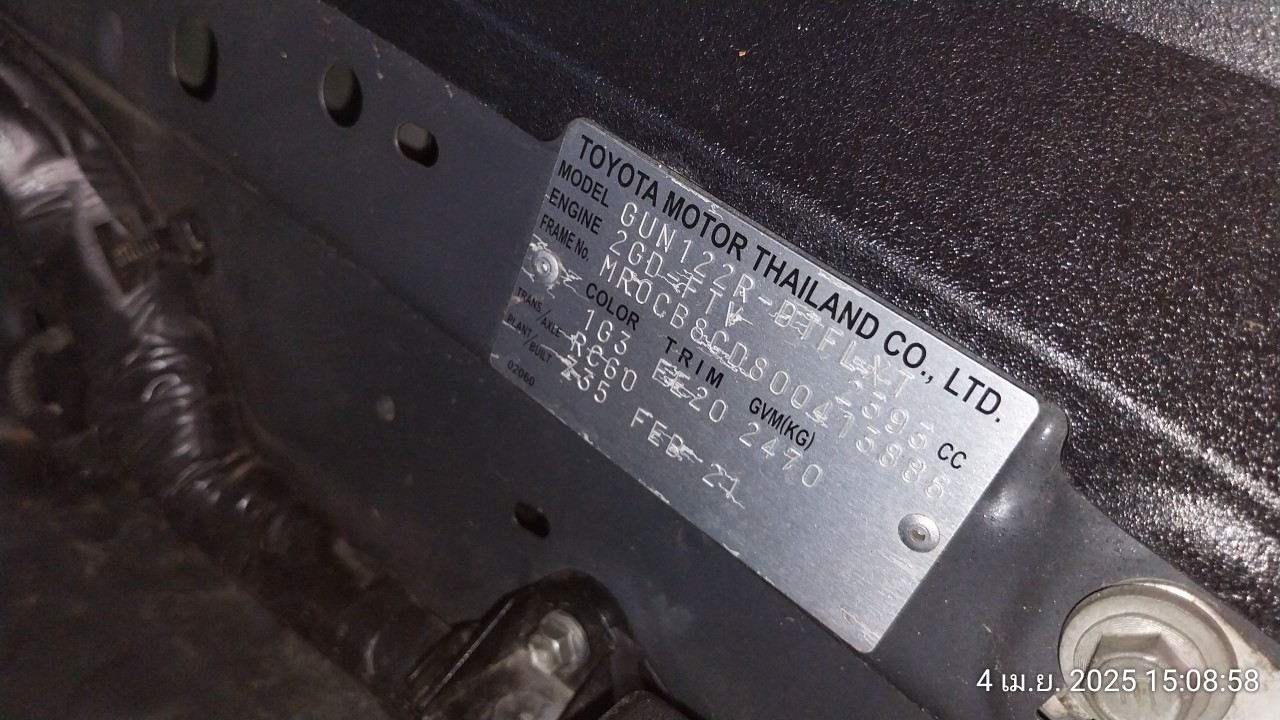 TOYOTA MOTOR THAILAND CO., LTD.
MODEL GUN122R-DTFLXT
ENGINE 2GD-FTV 2393 CC
FRAME No. MR0CB8CD800413886
COLOR TRIM GVM(KG)
1G3 EE20 2470
TRANS/AXLE RC60
PLANT/BUILT Z35 FEB 21
02060
4 เม.ย. 2025 15:08:58